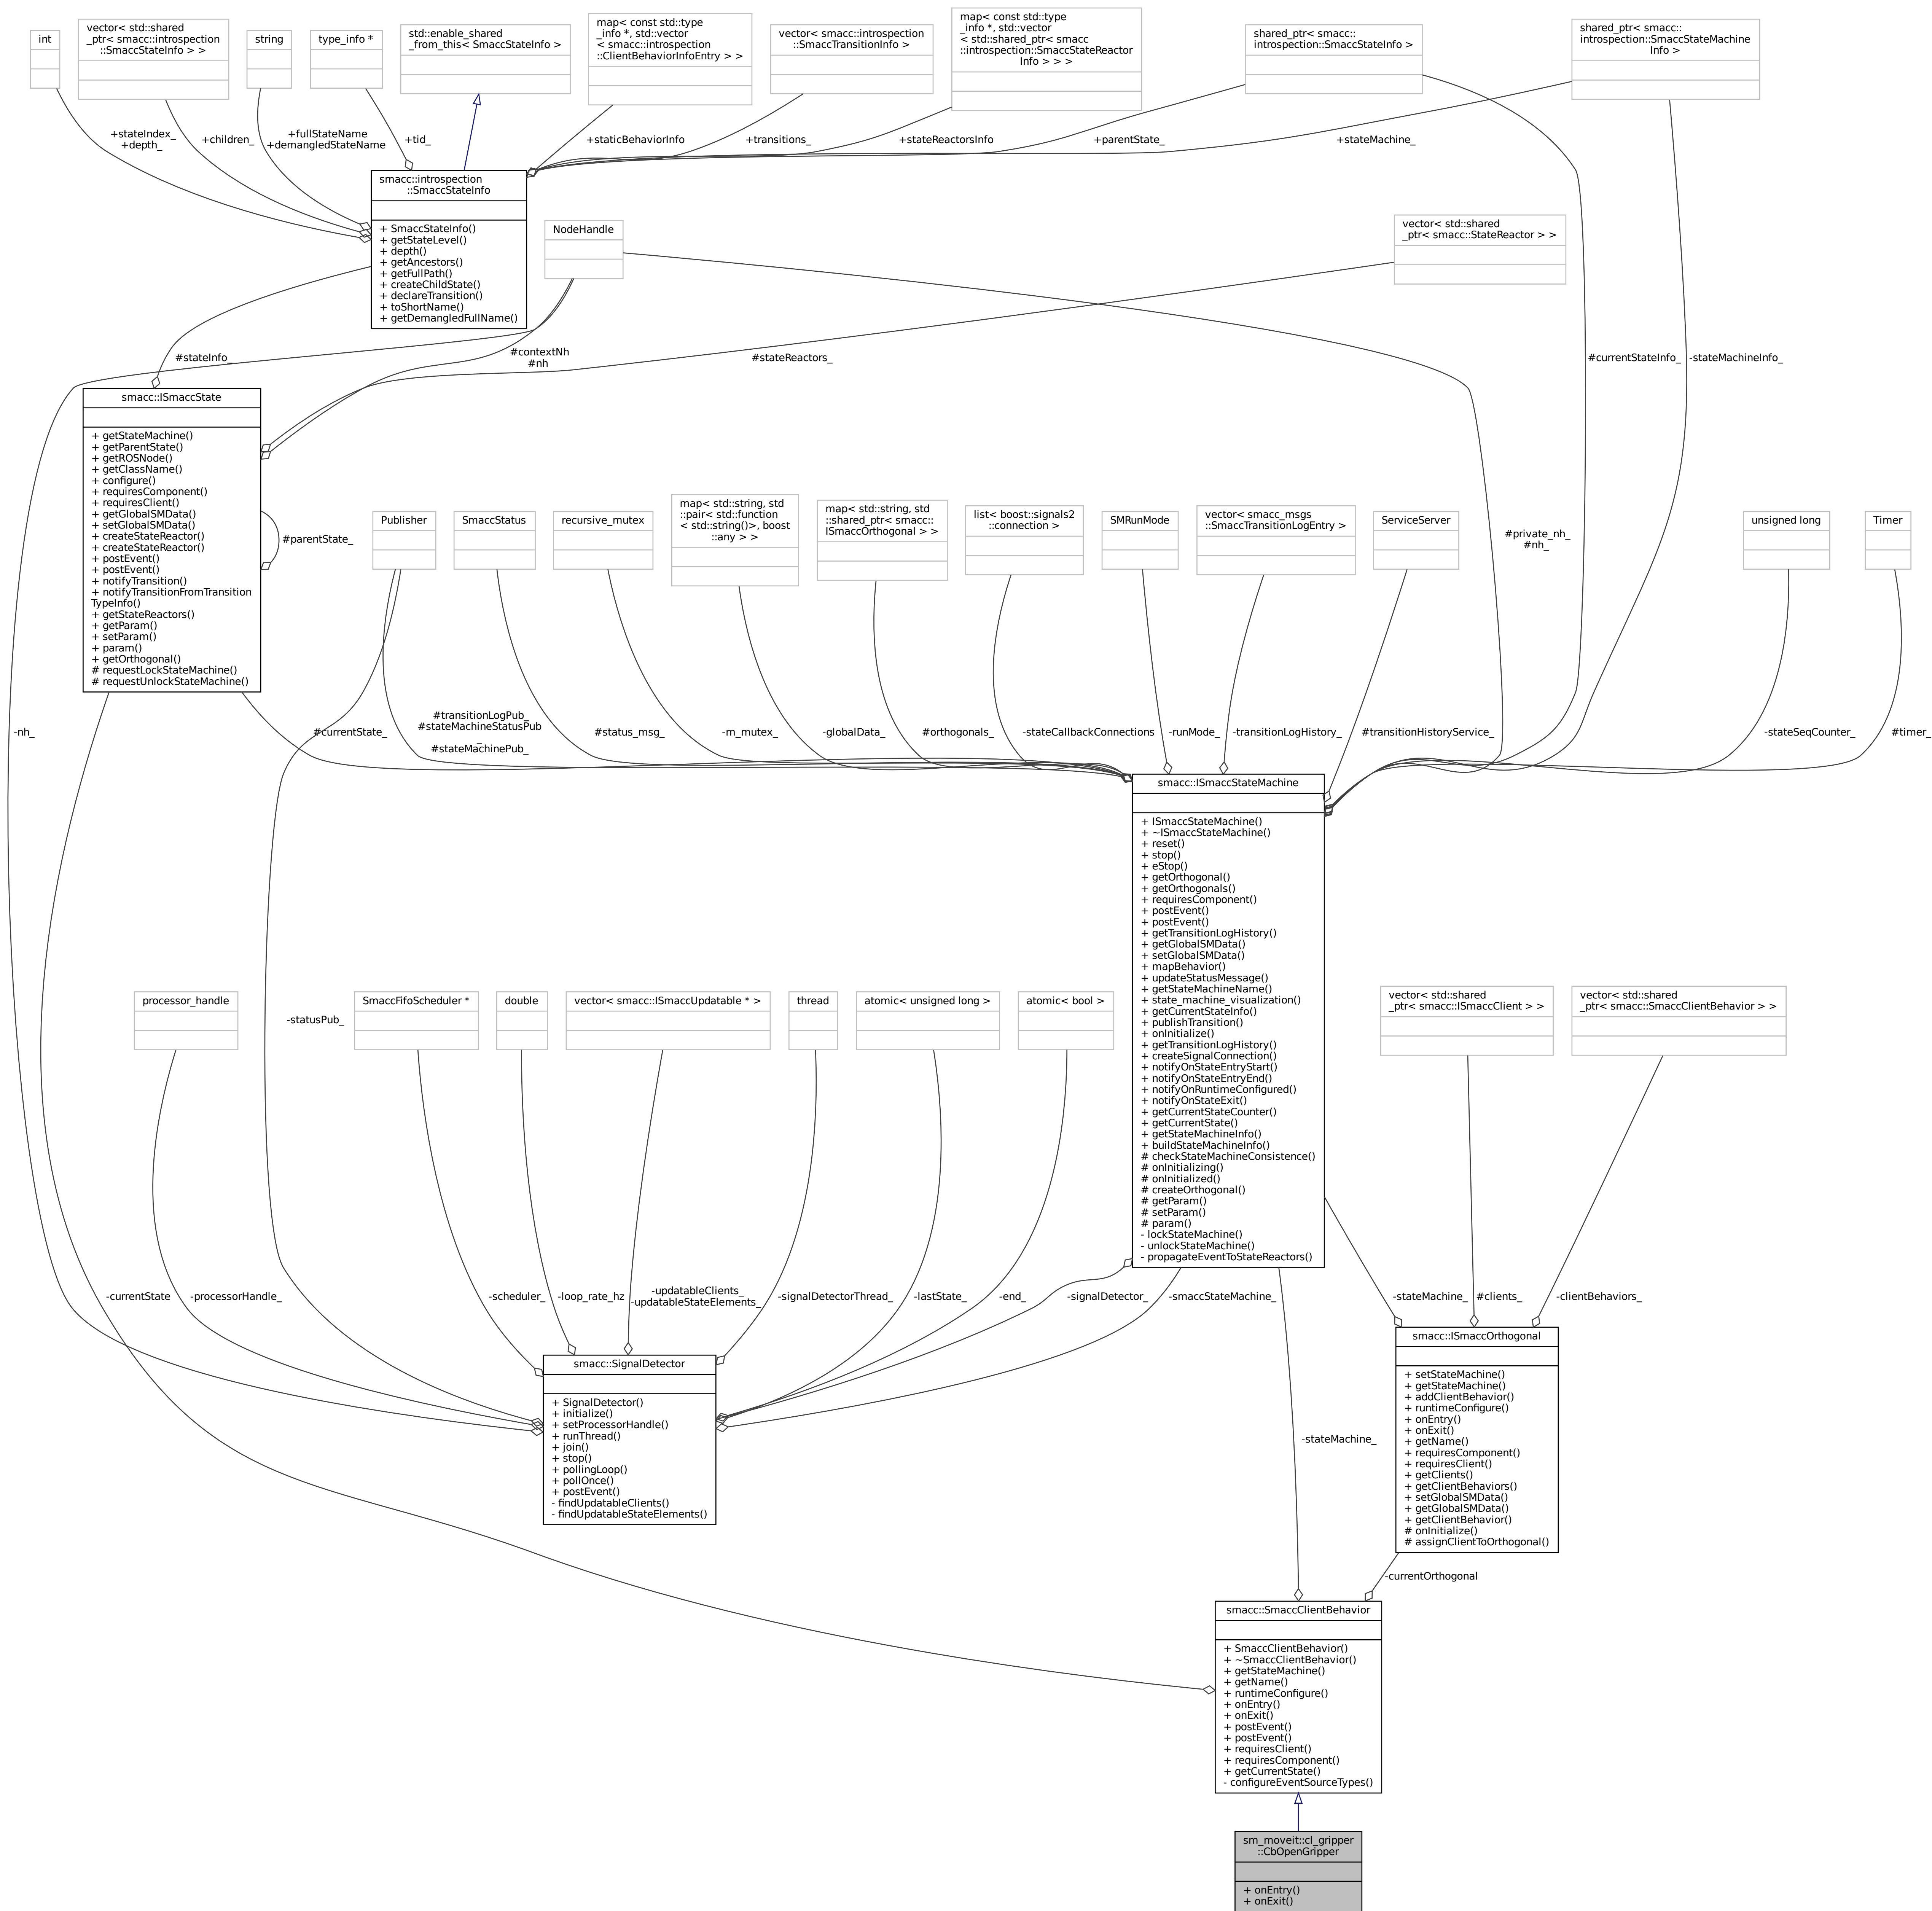 int
vector< std::shared
_ptr< smacc::introspection
::SmaccStateInfo > >
string
type_info *
std::enable_shared
_from_this< SmaccStateInfo >
map< const std::type
_info *, std::vector
< smacc::introspection
::ClientBehaviorInfoEntry > >
vector< smacc::introspection
::SmaccTransitionInfo >
map< const std::type
_info *, std::vector
< std::shared_ptr< smacc
::introspection::SmaccStateReactor
Info > > >
shared_ptr< smacc::
introspection::SmaccStateInfo >
shared_ptr< smacc::
introspection::SmaccStateMachine
Info >
+stateIndex_
+depth_
+children_
+fullStateName
+demangledStateName
+tid_
+staticBehaviorInfo
+transitions_
+stateReactorsInfo
+parentState_
+stateMachine_
smacc::introspection
::SmaccStateInfo
+ SmaccStateInfo()
+ getStateLevel()
+ depth()
+ getAncestors()
+ getFullPath()
+ createChildState()
+ declareTransition()
+ toShortName()
+ getDemangledFullName()
NodeHandle
vector< std::shared
_ptr< smacc::StateReactor > >
#stateInfo_
#contextNh
#nh
#stateReactors_
#currentStateInfo_
-stateMachineInfo_
smacc::ISmaccState
+ getStateMachine()
+ getParentState()
+ getROSNode()
+ getClassName()
+ configure()
+ requiresComponent()
+ requiresClient()
+ getGlobalSMData()
+ setGlobalSMData()
+ createStateReactor()
+ createStateReactor()
+ postEvent()
+ postEvent()
+ notifyTransition()
+ notifyTransitionFromTransition
TypeInfo()
+ getStateReactors()
+ getParam()
+ setParam()
+ param()
+ getOrthogonal()
# requestLockStateMachine()
# requestUnlockStateMachine()
#parentState_
Publisher
SmaccStatus
recursive_mutex
map< std::string, std
::pair< std::function
< std::string()>, boost
::any > >
map< std::string, std
::shared_ptr< smacc::
ISmaccOrthogonal > >
list< boost::signals2
::connection >
SMRunMode
vector< smacc_msgs
::SmaccTransitionLogEntry >
ServiceServer
#private_nh_
#nh_
unsigned long
Timer
-nh_
#currentState_
#transitionLogPub_
#stateMachineStatusPub
_
#stateMachinePub_
#status_msg_
-m_mutex_
-globalData_
#orthogonals_
-stateCallbackConnections
-runMode_
-transitionLogHistory_
#transitionHistoryService_
-stateSeqCounter_
#timer_
smacc::ISmaccStateMachine
+ ISmaccStateMachine()
+ ~ISmaccStateMachine()
+ reset()
+ stop()
+ eStop()
+ getOrthogonal()
+ getOrthogonals()
+ requiresComponent()
+ postEvent()
+ postEvent()
+ getTransitionLogHistory()
+ getGlobalSMData()
+ setGlobalSMData()
+ mapBehavior()
+ updateStatusMessage()
+ getStateMachineName()
+ state_machine_visualization()
+ getCurrentStateInfo()
+ publishTransition()
+ onInitialize()
+ getTransitionLogHistory()
+ createSignalConnection()
+ notifyOnStateEntryStart()
+ notifyOnStateEntryEnd()
+ notifyOnRuntimeConfigured()
+ notifyOnStateExit()
+ getCurrentStateCounter()
+ getCurrentState()
+ getStateMachineInfo()
+ buildStateMachineInfo()
# checkStateMachineConsistence()
# onInitializing()
# onInitialized()
# createOrthogonal()
# getParam()
# setParam()
# param()
- lockStateMachine()
- unlockStateMachine()
- propagateEventToStateReactors()
processor_handle
-statusPub_
SmaccFifoScheduler *
double
vector< smacc::ISmaccUpdatable * >
thread
atomic< unsigned long >
atomic< bool >
vector< std::shared
_ptr< smacc::ISmaccClient > >
vector< std::shared
_ptr< smacc::SmaccClientBehavior > >
-currentState
-processorHandle_
-scheduler_
-loop_rate_hz
-updatableClients_
-updatableStateElements_
-signalDetectorThread_
-lastState_
-end_
-signalDetector_
-smaccStateMachine_
-stateMachine_
#clients_
-clientBehaviors_
smacc::SignalDetector
+ SignalDetector()
+ initialize()
+ setProcessorHandle()
+ runThread()
+ join()
+ stop()
+ pollingLoop()
+ pollOnce()
+ postEvent()
- findUpdatableClients()
- findUpdatableStateElements()
-stateMachine_
smacc::ISmaccOrthogonal
+ setStateMachine()
+ getStateMachine()
+ addClientBehavior()
+ runtimeConfigure()
+ onEntry()
+ onExit()
+ getName()
+ requiresComponent()
+ requiresClient()
+ getClients()
+ getClientBehaviors()
+ setGlobalSMData()
+ getGlobalSMData()
+ getClientBehavior()
# onInitialize()
# assignClientToOrthogonal()
-currentOrthogonal
smacc::SmaccClientBehavior
+ SmaccClientBehavior()
+ ~SmaccClientBehavior()
+ getStateMachine()
+ getName()
+ runtimeConfigure()
+ onEntry()
+ onExit()
+ postEvent()
+ postEvent()
+ requiresClient()
+ requiresComponent()
+ getCurrentState()
- configureEventSourceTypes()
sm_moveit::cl_gripper
::CbOpenGripper
+ onEntry()
+ onExit()